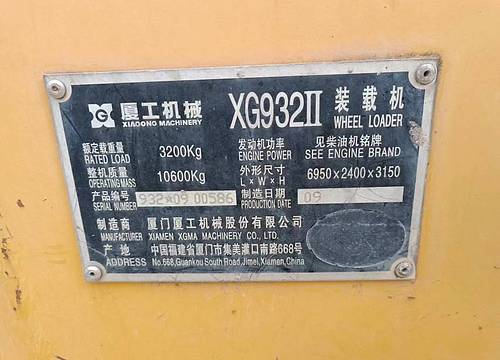 厦工机械 XG932II 装载机
XIAGONG MACHINERY WHEEL LOADER
额定载重量 3200Kg 发动机功率 见柴油机铭牌
RATED LOAD ENGINE POWER SEE ENGINE BRAND
整机质量 10600Kg 外形尺寸 6950×2400×3150
OPERATING MASS L×W×H
产品编号 932*09 00586 制造日期 09
SERIAL NUMBER PRODUCTION DATE
制造商 厦门厦工机械股份有限公司
MANUFACTURER XIAMEN XGMA MACHINERY CO., LTD.
产地 中国福建省厦门市集美灌口南路668号
ADDRESS No.668,Guankou South Road,Jimei,Xiamen,China